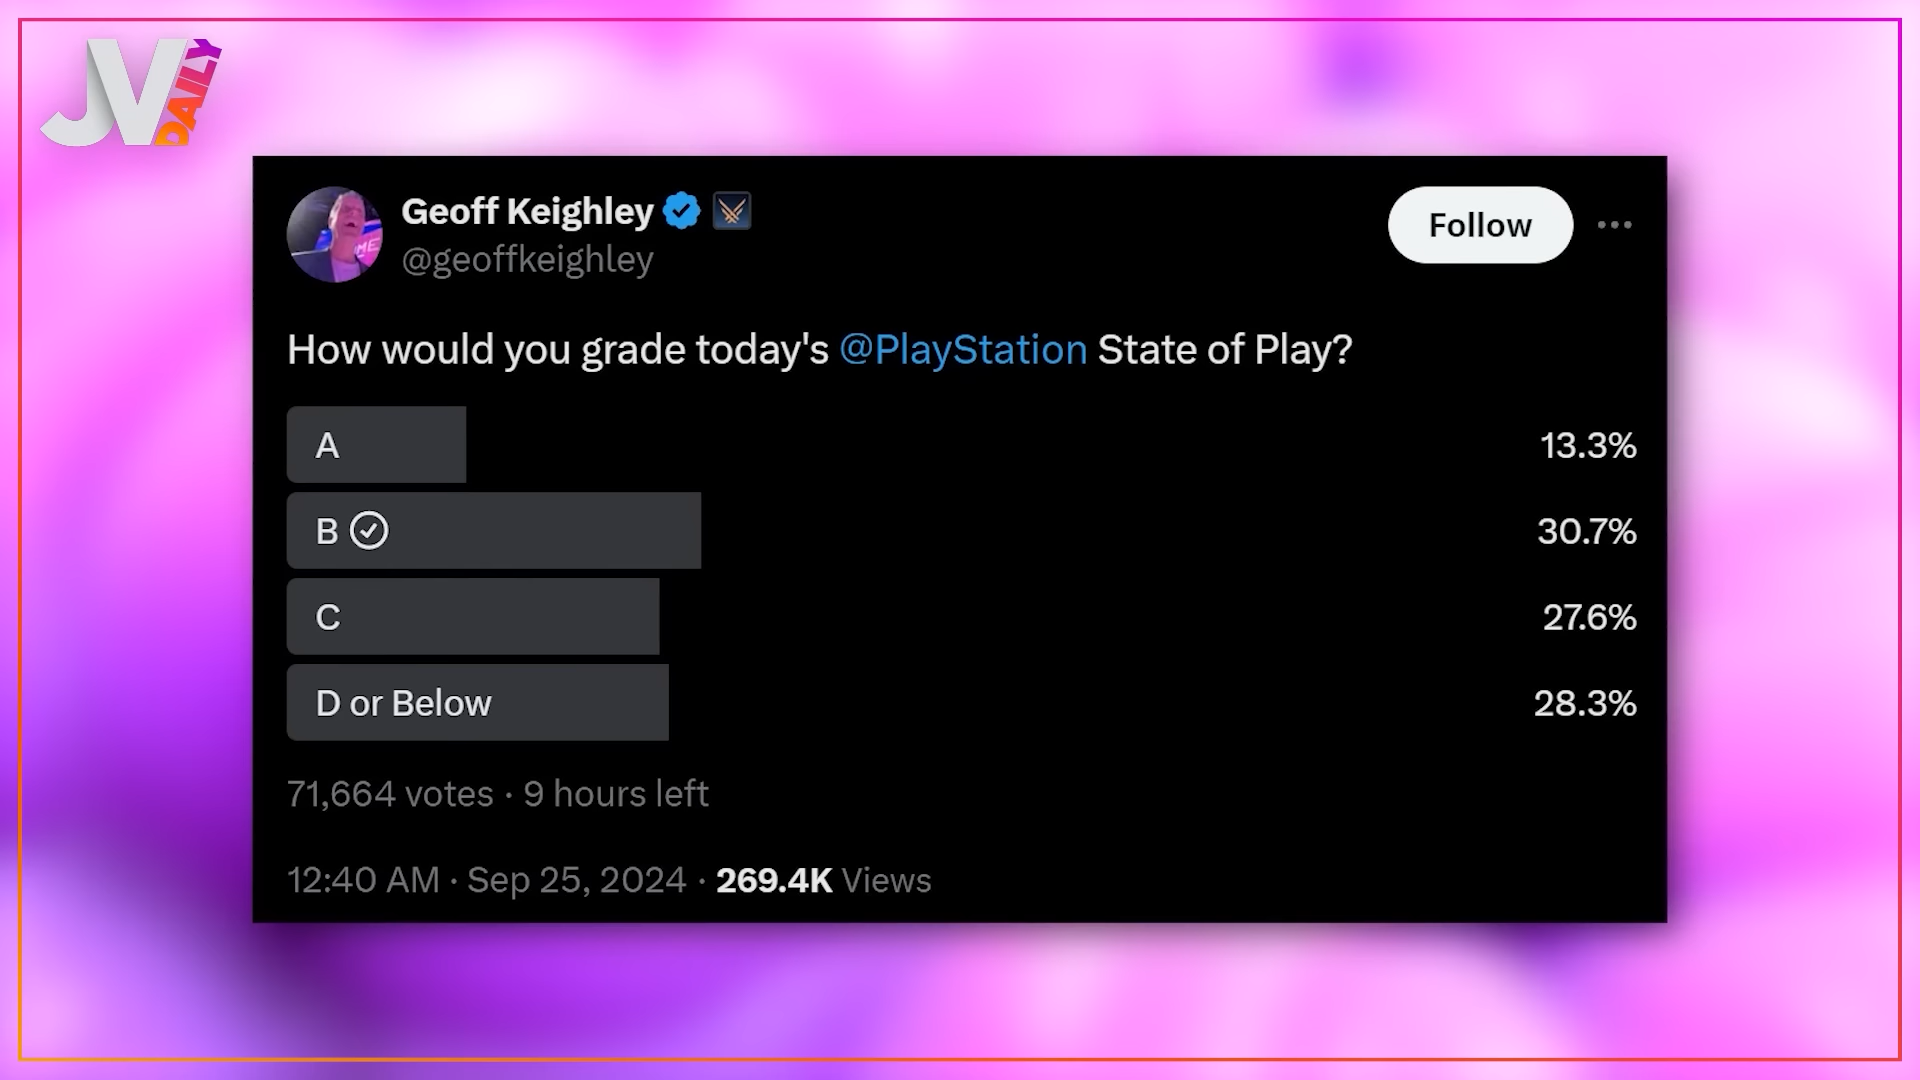 JV DAILY
Geoff Keighley
@geoffkeighley
Follow
How would you grade today's @PlayStation State of Play?
A 13.3%
B 30.7%
C 27.6%
D or Below 28.3%
71,664 votes · 9 hours left
12:40 AM · Sep 25, 2024 · 269.4K Views